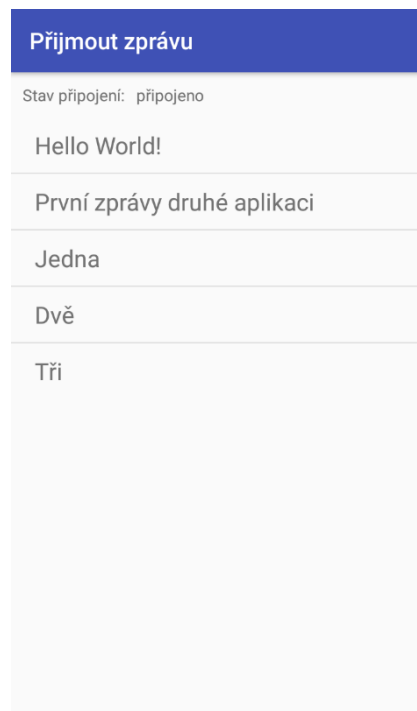 Přijmout zprávu
Stav připojení: připojeno
Hello World!
První zprávy druhé aplikaci
Jedna
Dvě
Tři